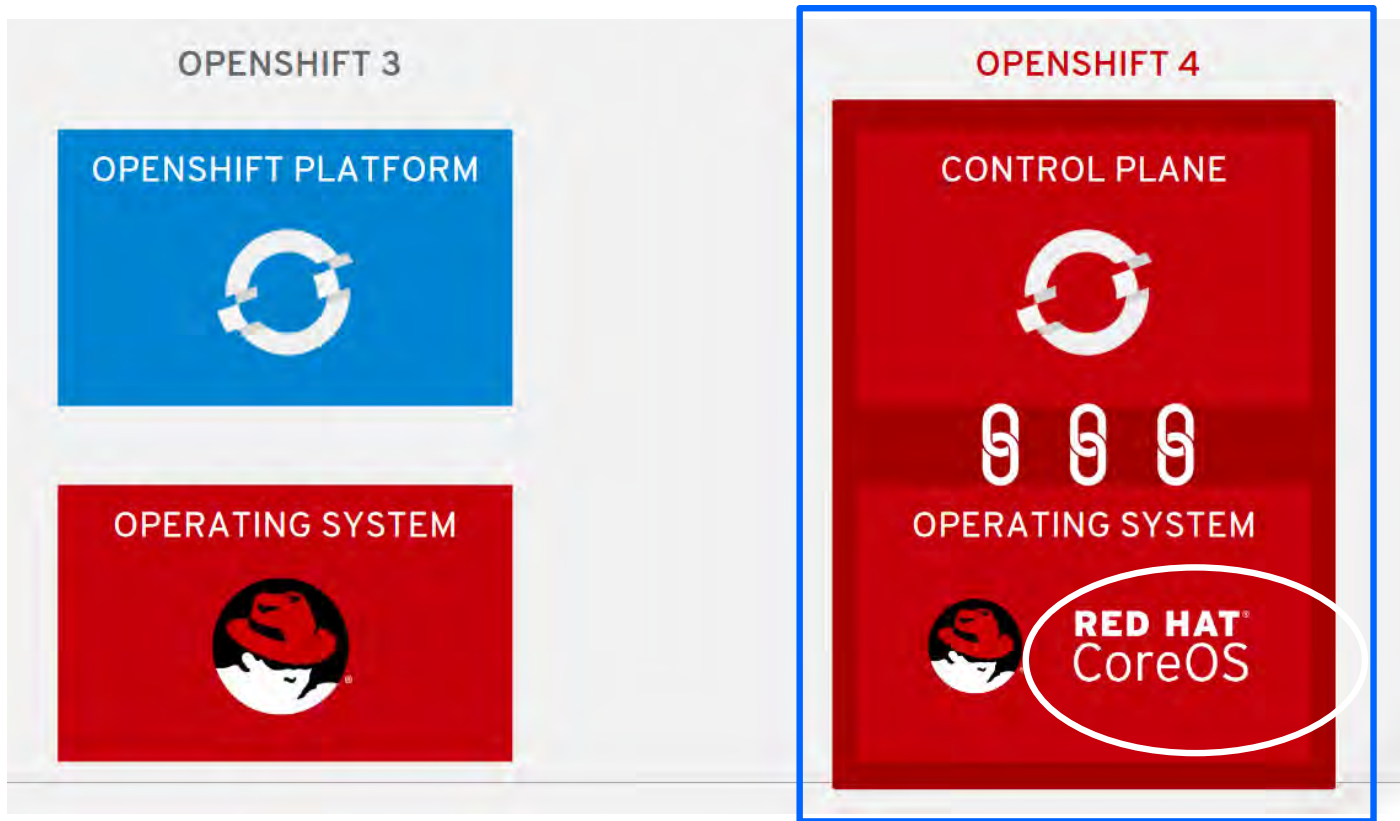 OPENSHIFT 3
OPENSHIFT PLATFORM
OPERATING SYSTEM
®
OPENSHIFT 4
CONTROL PLANE
OPERATING SYSTEM
RED HAT®
CoreOS